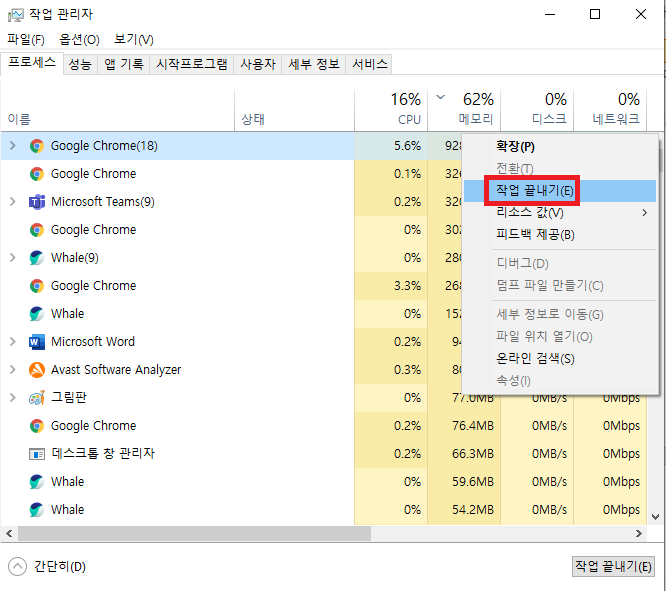 작업 관리자
파일(F) 옵션(O) 보기(V)
프로세스 성능 앱 기록 시작프로그램 사용자 세부 정보 서비스
16% 62% 0% 0%
이름 상태 CPU 메모리 디스크 네트워크
Google Chrome(18) 5.6%
Google Chrome 0.1%
Microsoft Teams(9) 0.2%
Google Chrome 0%
Whale(9) 0%
Google Chrome 3.3%
Whale 0%
Microsoft Word 0.2%
Avast Software Analyzer 0.3%
그림판 0% 77.0MB 0MB/s 0Mbps
Google Chrome 0.2% 76.4MB 0MB/s 0Mbps
데스크톱 창 관리자 0.2% 66.3MB 0MB/s 0Mbps
Whale 0% 59.6MB 0MB/s 0Mbps
Whale 0% 54.2MB 0MB/s 0Mbps
확장(P)
전환(T)
작업 끝내기(E)
리소스 값(V)
피드백 제공(B)
디버그(D)
덤프 파일 만들기(C)
세부 정보로 이동(G)
파일 위치 열기(O)
온라인 검색(S)
속성(I)
간단히(D) 작업 끝내기(E)